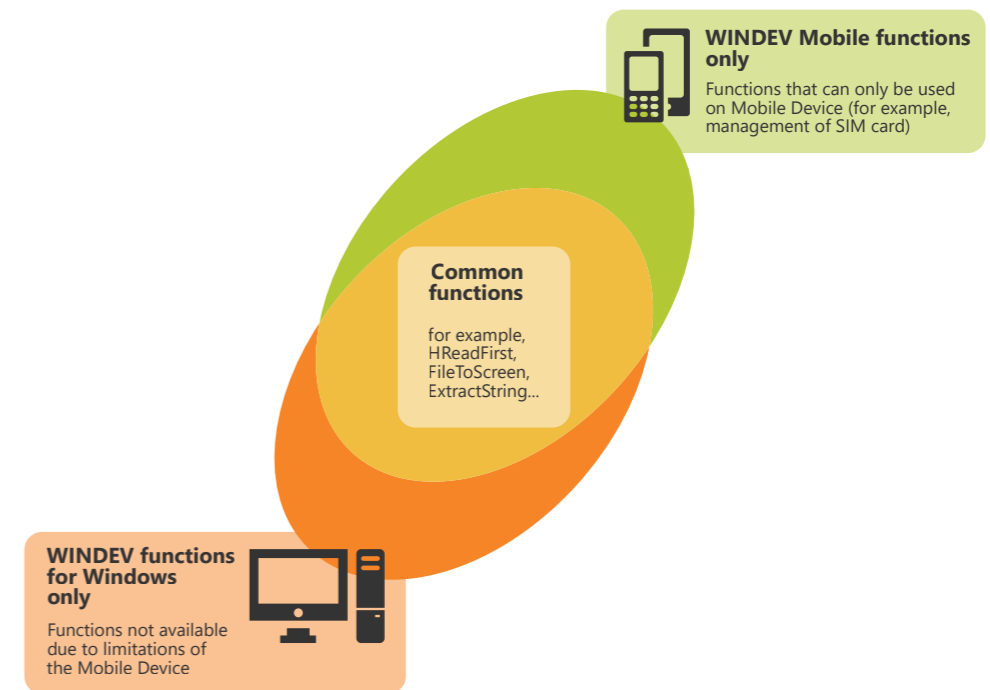 WINDEV Mobile functions
only
Functions that can only be used
on Mobile Device (for example,
management of SIM card)
Common
functions
for example,
HReadFirst,
FileToScreen,
ExtractString...
WINDEV functions
for Windows
only
Functions not available
due to limitations of
the Mobile Device